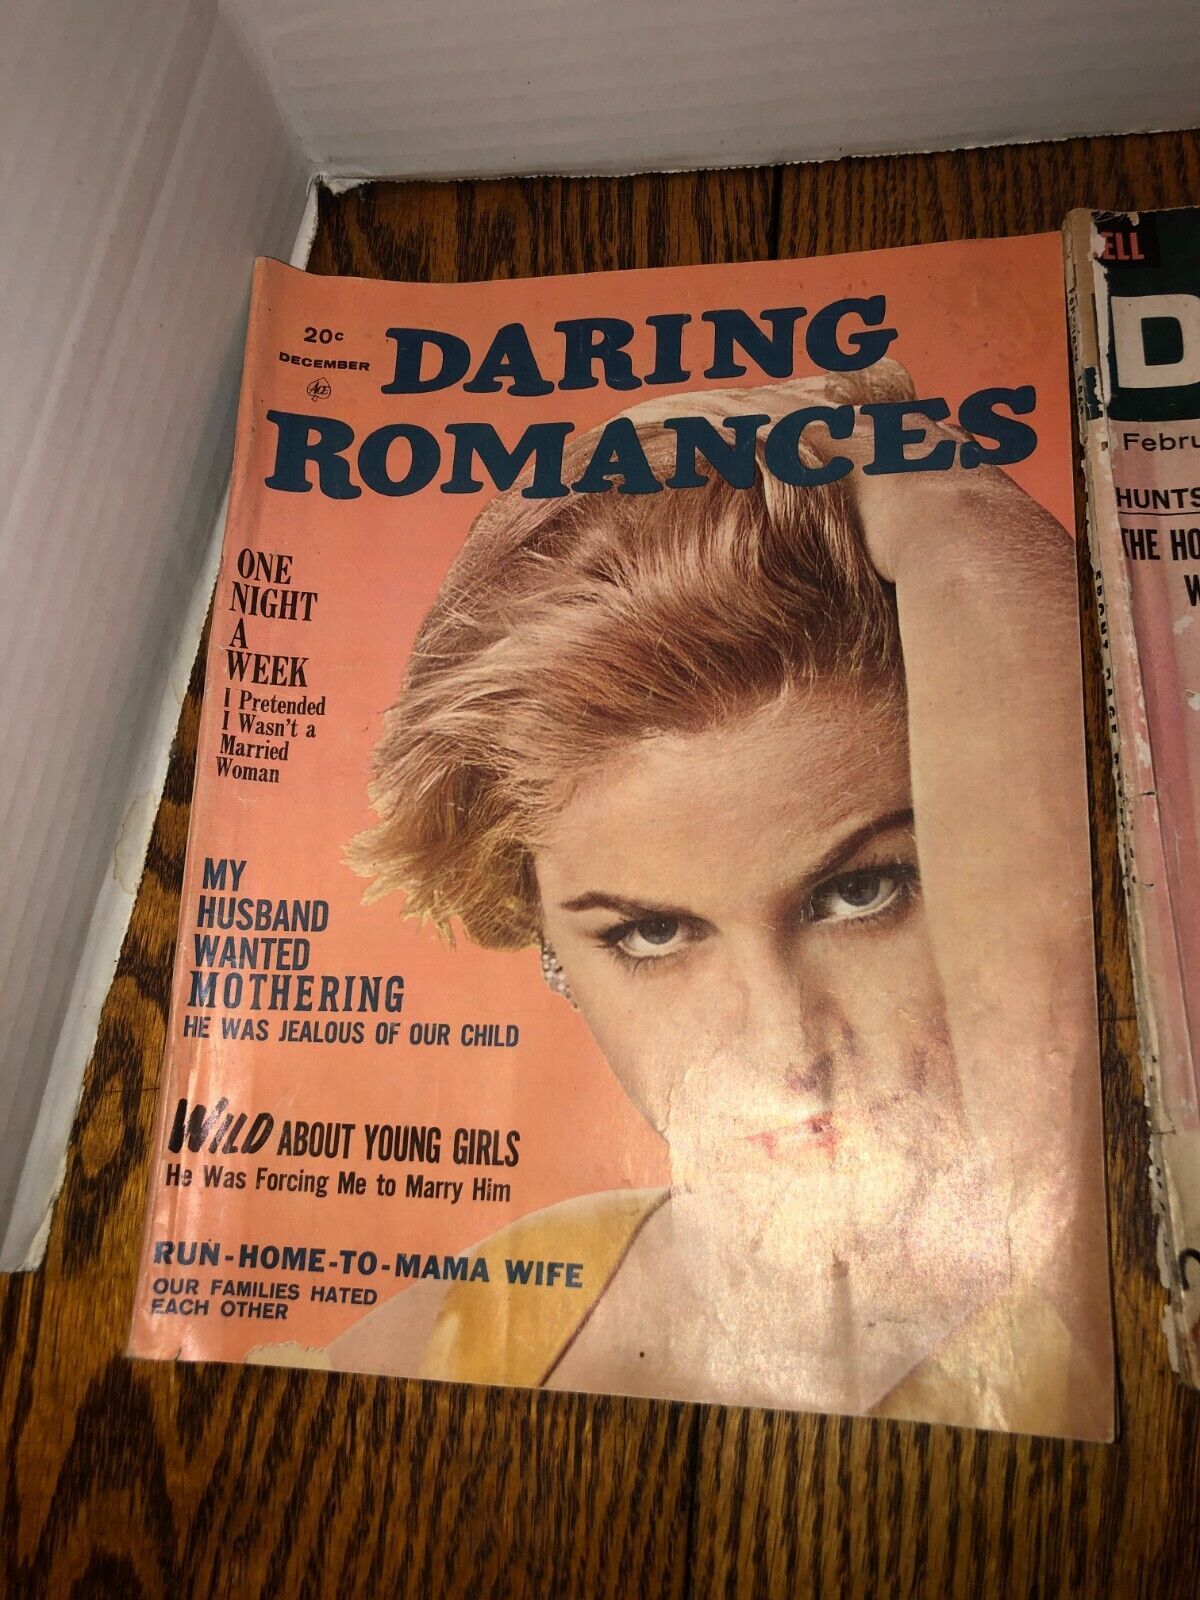 20c
DECEMBER
ACE
DARING
ROMANCES
ONE
NIGHT
A
WEEK
I Pretended
I Wasn't a
Married
Woman
MY
HUSBAND
WANTED
MOTHERING
HE WAS JEALOUS OF OUR CHILD
WILD ABOUT YOUNG GIRLS
He Was Forcing Me to Marry Him
RUN-HOME-TO-MAMA WIFE
OUR FAMILIES HATED
EACH OTHER
ELL
D
Febru
HUNTS
THE HO
W